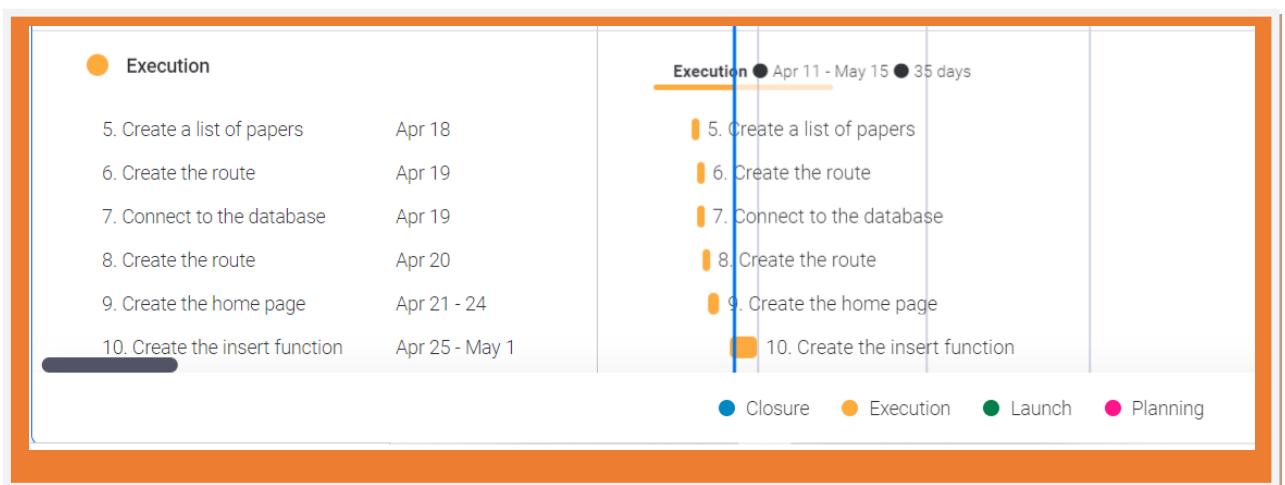 Execution
Execution ● Apr 11 - May 15 ● 35 days
5. Create a list of papers Apr 18 5. Create a list of papers
6. Create the route Apr 19 6. Create the route
7. Connect to the database Apr 19 7. Connect to the database
8. Create the route Apr 20 8. Create the route
9. Create the home page Apr 21 - 24 9. Create the home page
10. Create the insert function Apr 25 - May 1 10. Create the insert function
Closure Execution Launch Planning